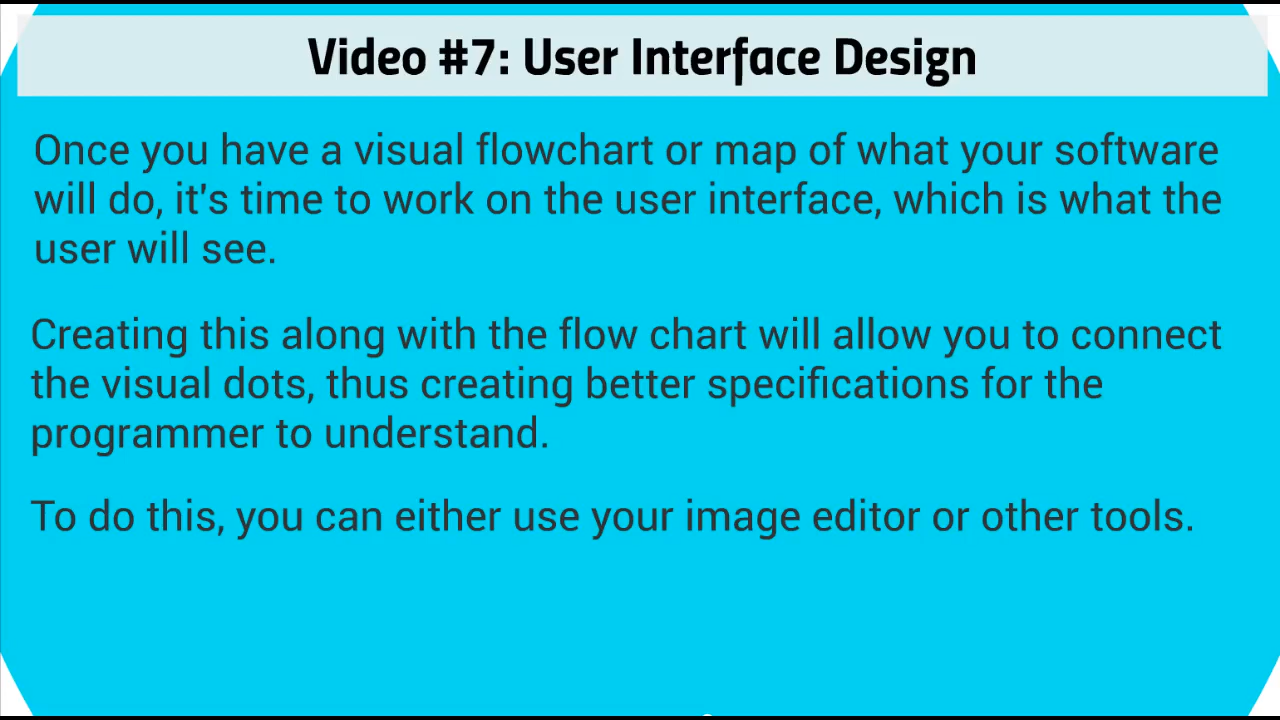 Video #7: User Interface Design
Once you have a visual flowchart or map of what your software
will do, it's time to work on the user interface, which is what the
user will see.
Creating this along with the flow chart will allow you to connect
the visual dots, thus creating better specifications for the
programmer to understand.
To do this, you can either use your image editor or other tools.